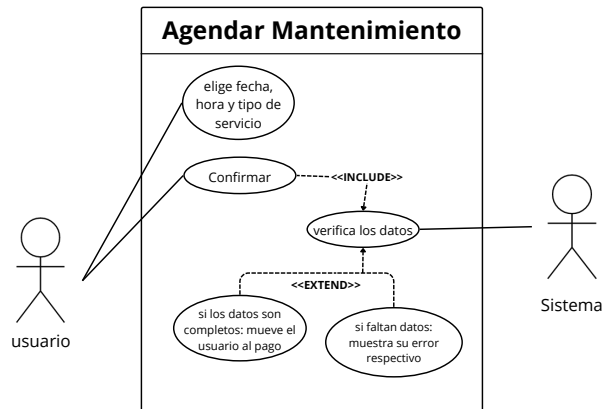 Agendar Mantenimiento
elige fecha,
hora y tipo de
servicio
Confirmar
<<INCLUDE>>
verifica los datos
<<EXTEND>>
si los datos son
completos: mueve el
usuario al pago
si faltan datos:
muestra su error
respectivo
usuario
Sistema